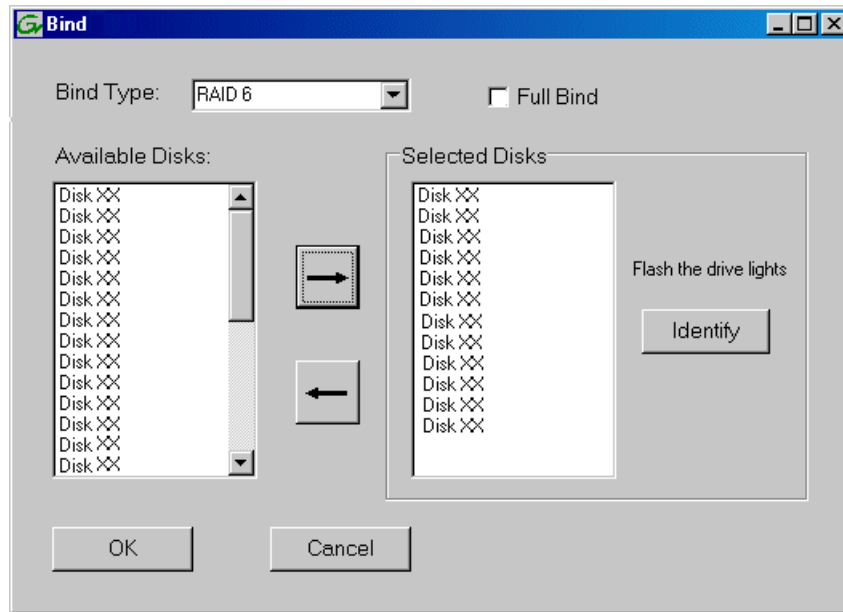 Bind
Bind Type:
RAID 6
Full Bind
Available Disks:
Disk XX
Disk XX
Disk XX
Disk XX
Disk XX
Disk XX
Disk XX
Disk XX
Disk XX
Disk XX
Disk XX
Disk XX
Disk XX
Disk XX
Selected Disks
Disk XX
Disk XX
Disk XX
Disk XX
Disk XX
Disk XX
Disk XX
Disk XX
Disk XX
Disk XX
Disk XX
Disk XX
Flash the drive lights
Identify
OK
Cancel